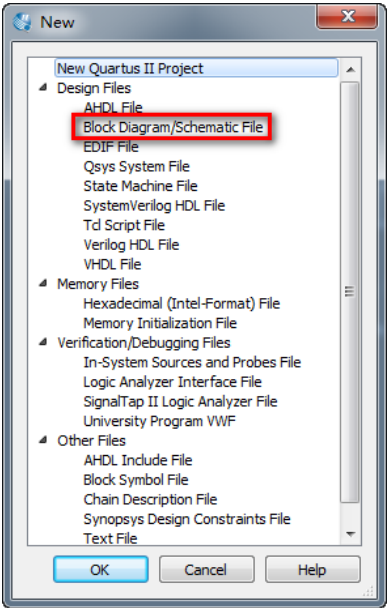 New
New Quartus II Project
Design Files
AHDL File
Block Diagram/Schematic File
EDIF File
Qsys System File
State Machine File
SystemVerilog HDL File
Tcl Script File
Verilog HDL File
VHDL File
Memory Files
Hexadecimal (Intel-Format) File
Memory Initialization File
Verification/Debugging Files
In-System Sources and Probes File
Logic Analyzer Interface File
SignalTap II Logic Analyzer File
University Program VWF
Other Files
AHDL Include File
Block Symbol File
Chain Description File
Synopsys Design Constraints File
Text File
OK Cancel Help